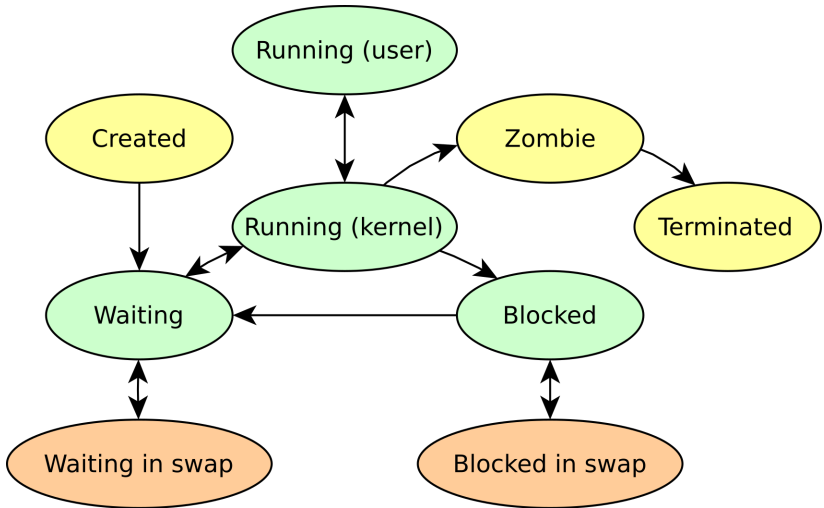 Running (user)
Created
Zombie
Running (kernel)
Terminated
Waiting
Blocked
Waiting in swap
Blocked in swap